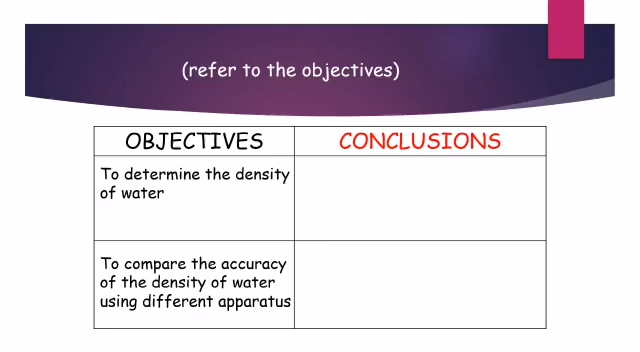 (refer to the objectives)
OBJECTIVES
CONCLUSIONS
To determine the density
of water
To compare the accuracy
of the density of water
using different apparatus